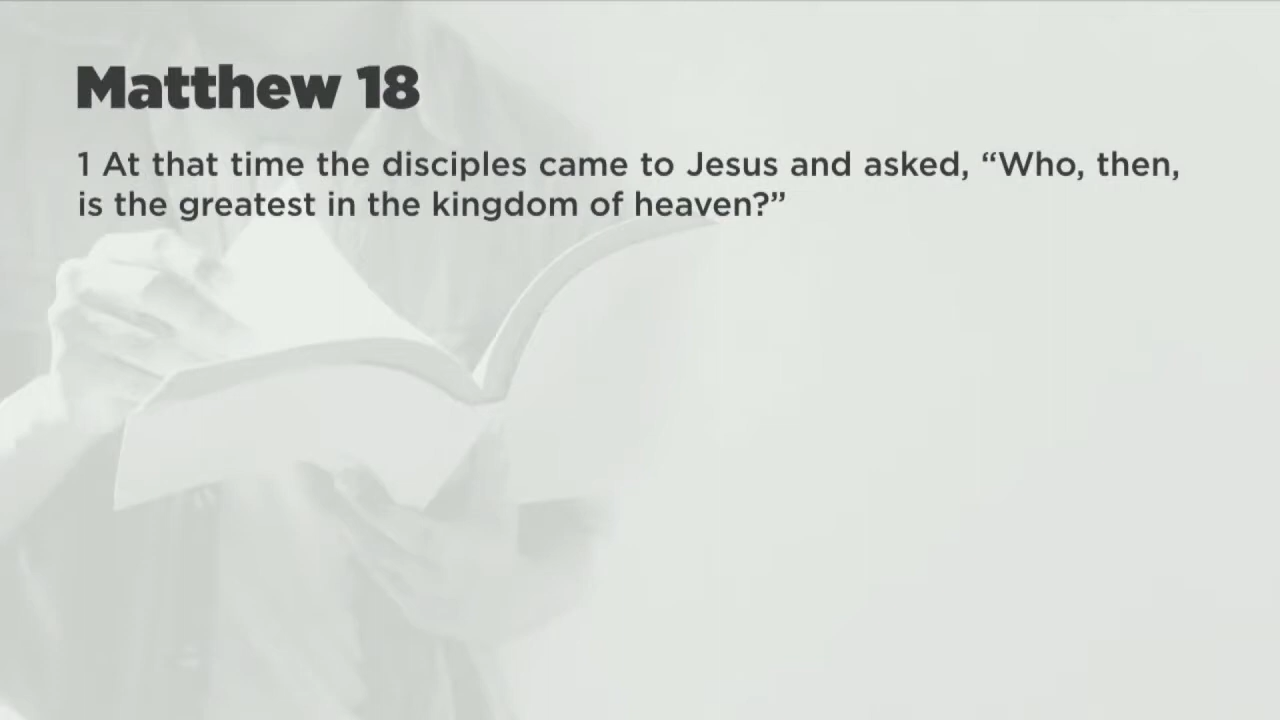 Matthew 18
1 At that time the disciples came to Jesus and asked, “Who, then,
is the greatest in the kingdom of heaven?”